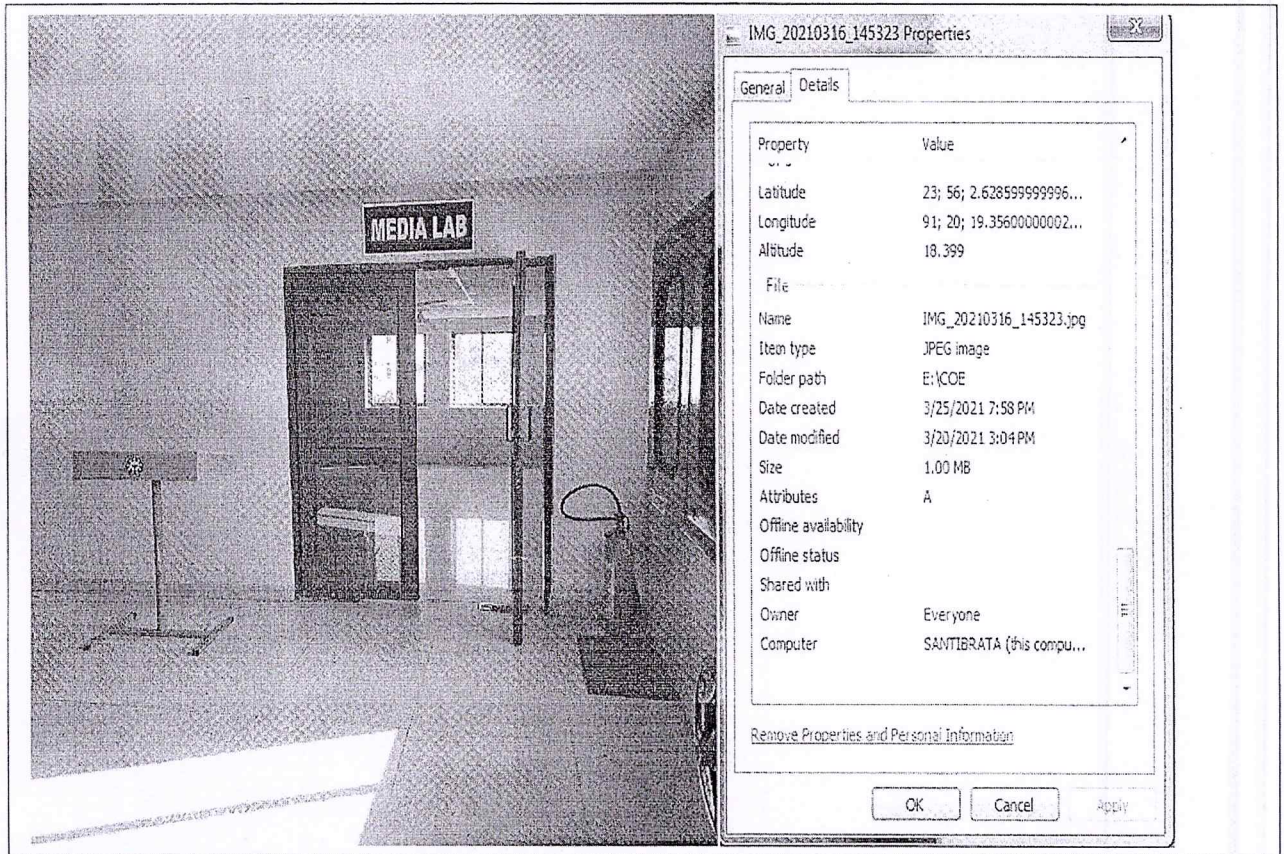 MEDIA LAB
IMG_20210316_145323 Properties
General Details
Property Value
Latitude 23; 56; 2.628599999996...
Longitude 91; 20; 19.35600000002...
Altitude 18.399
File
Name IMG_20210316_145323.jpg
Item type JPEG image
Folder path E:\COE
Date created 3/25/2021 7:58 PM
Date modified 3/20/2021 3:04 PM
Size 1.00 MB
Attributes A
Offline availability
Offline status
Shared with
Owner Everyone
Computer SANTIBRATA (this compu...
Remove Properties and Personal Information
OK Cancel Apply